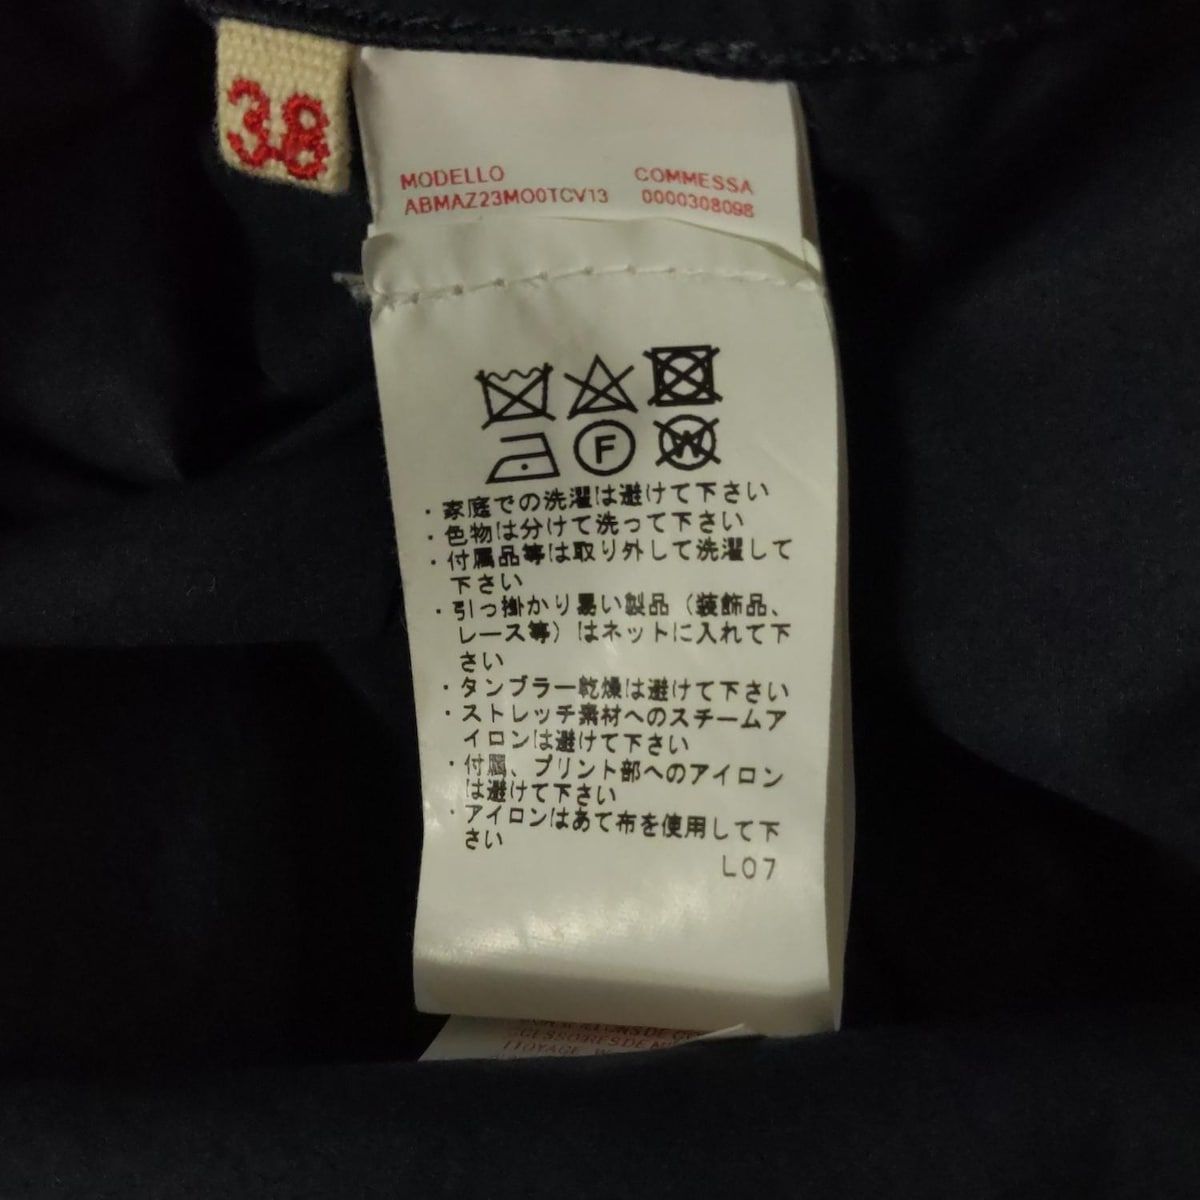 38
MODELLO COMMESSA
ABMAZ23MO0TCV13 0000308098
F
W
・家庭での洗濯は避けて下さい
・色物は分けて洗って下さい
・付属品等は取り外して洗濯して
下さい
・引っ掛かり易い製品（装飾品、
レース等）はネットに入れて下
さい
・タンブラー乾燥は避けて下さい
・ストレッチ素材へのスチームア
イロンは避けて下さい
・付属、プリント部へのアイロン
は避けて下さい
・アイロンはあて布を使用して下
さい
L07